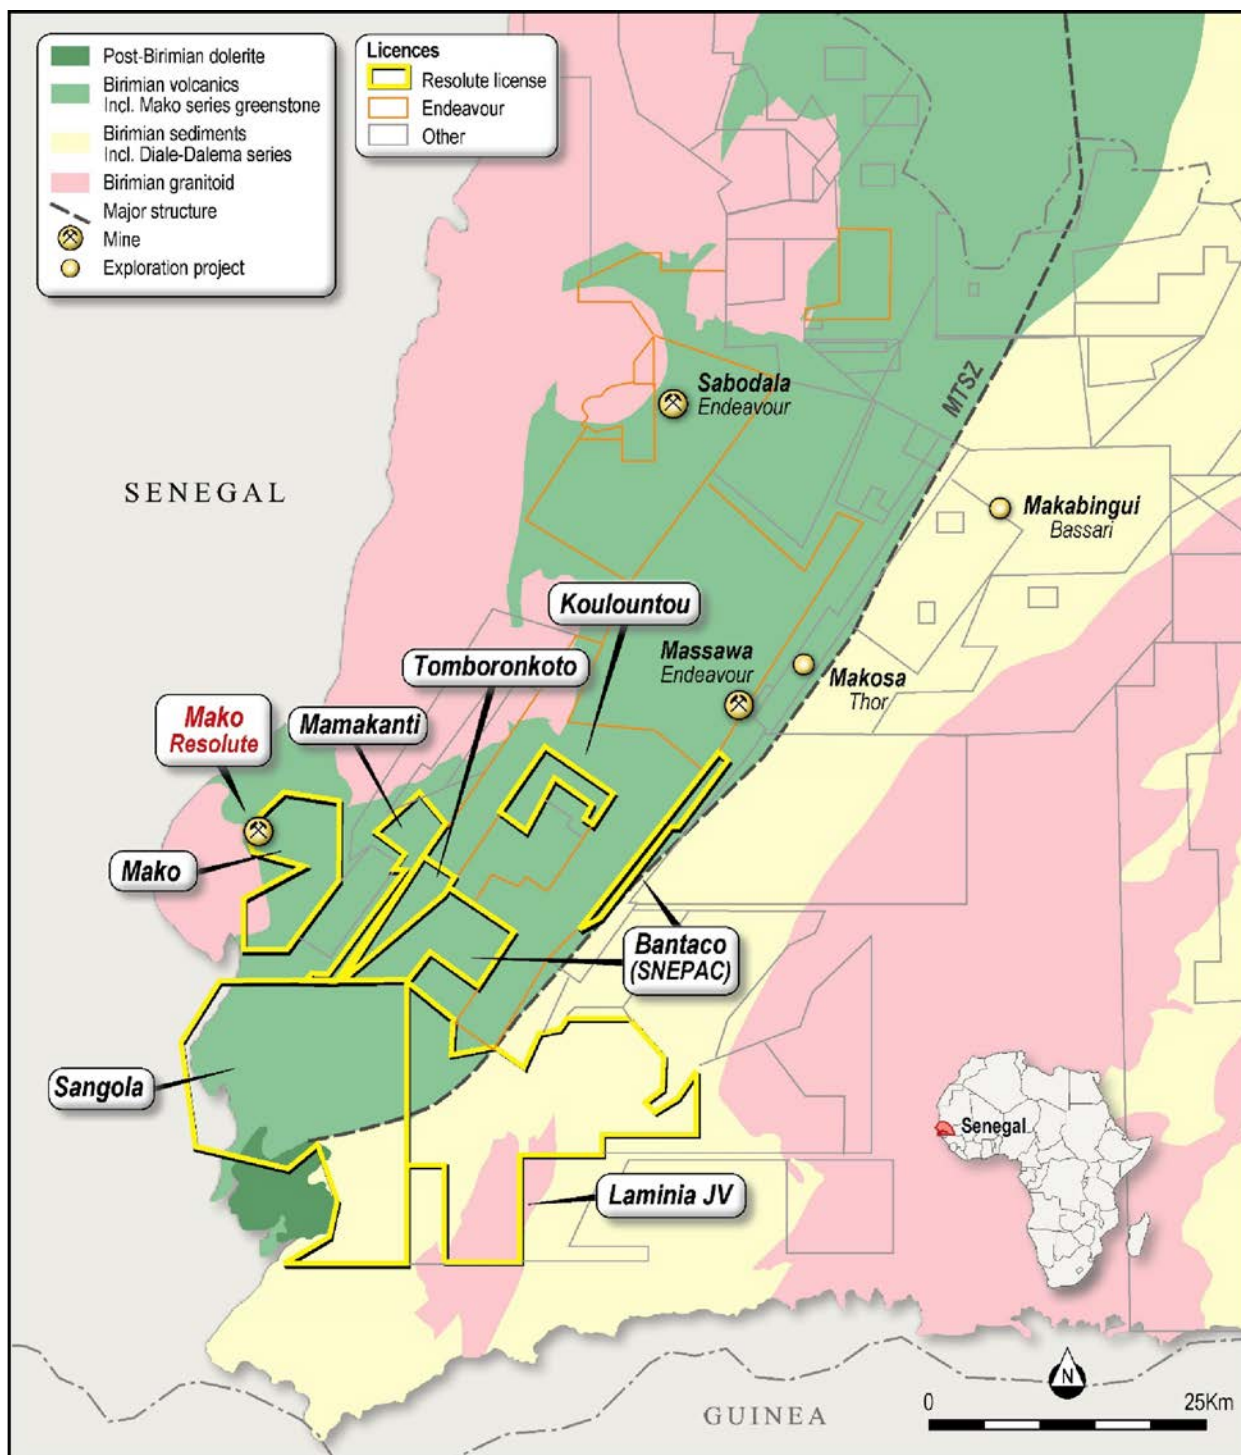 Post-Birimian dolerite
Birimian volcanics
Incl. Mako series greenstone
Birimian sediments
Incl. Diale-Dalema series
Birimian granitoid
Major structure
Mine
Exploration project
Licences
Resolute license
Endeavour
Other
MTSZ
Sabodala
Endeavour
SENEGAL
Makabingui
Bassari
Koulountou
Massawa
Endeavour
Tomboronkoto
Makosa
Thor
Mako
Resolute
Mamakanti
Mako
Bantaco
(SNEPAC)
Sangola
Senegal
Laminia JV
N
0
25Km
GUINEA